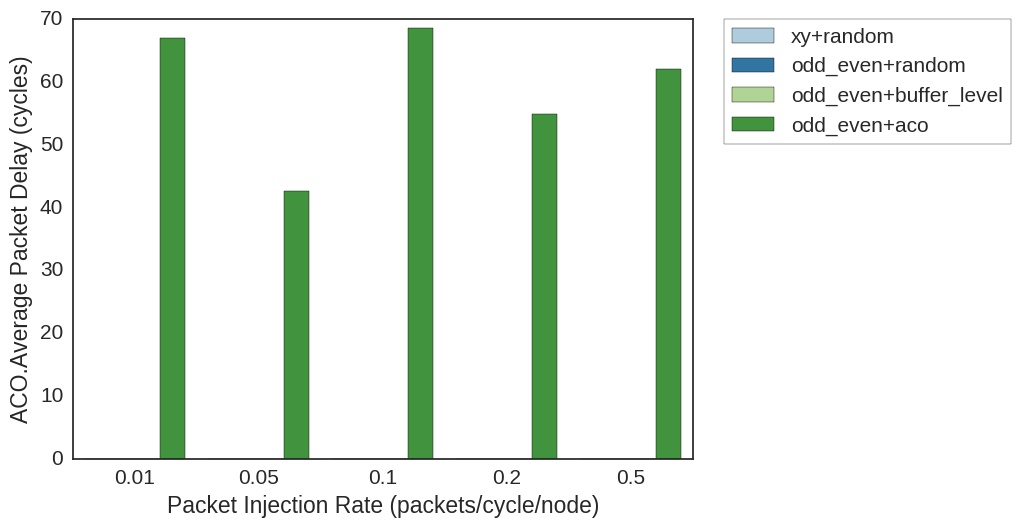 70
60
50
40
30
20
10
0
ACO.Average Packet Delay (cycles)
0.01 0.05 0.1 0.2 0.5
Packet Injection Rate (packets/cycle/node)
xy+random
odd_even+random
odd_even+buffer_level
odd_even+aco